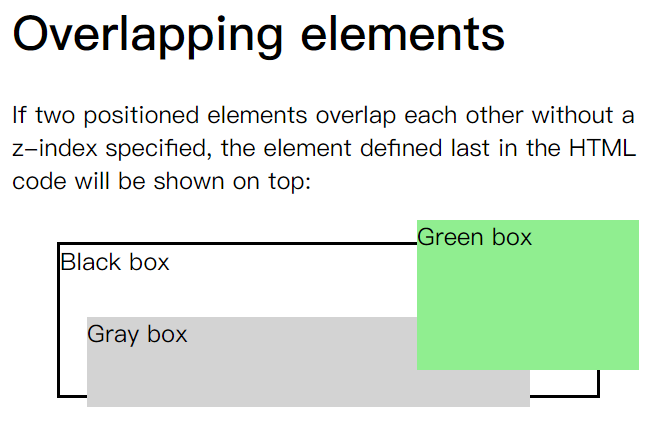 Overlapping elements
If two positioned elements overlap each other without a
z-index specified, the element defined last in the HTML
code will be shown on top:
Green box
Black box
Gray box